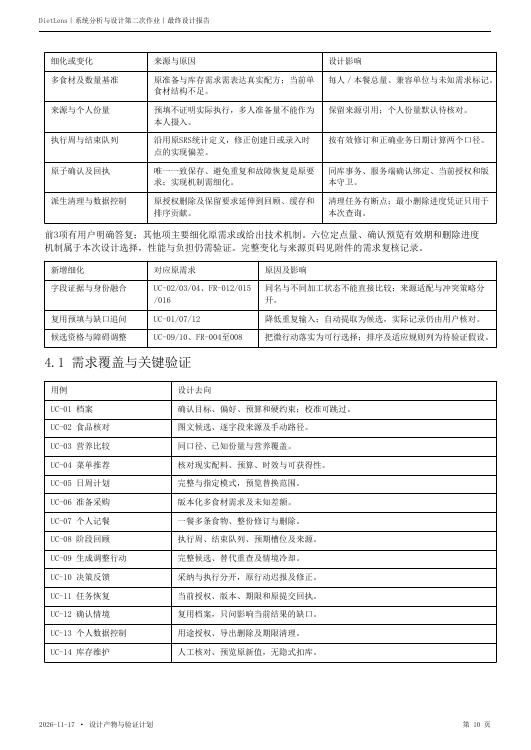 DietLens｜系统分析与设计第二次作业｜最终设计报告
细化或变化 来源与原因 设计影响
多食材及数量基准 原准备与库存需求需表达真实配方；当前单 每人／本餐总量、兼容单位与未知需求标记。
食材结构不足。
来源与个人份量 预填不证明实际执行，多人准备量不能作为 保留来源引用；个人份量默认待核对。
本人摄入。
执行周与结束队列 沿用原SRS统计定义，修正创建日或录入时 按有效修订和正确业务日期计算两个口径。
点的实现偏差。
原子确认及回执 唯一一致保存、避免重复和故障恢复是原要 同库事务、服务端确认绑定、当前授权和版
求；实现机制需细化。 本守卫。
派生清理与数据控制 原授权删除及保留要求延伸到回顾、缓存和 清理任务有断点；最小删除进度凭证只用于
排序贡献。 本次查询。
前3项有用户明确答复；其他项主要细化原需求或给出技术机制。六位定点量、确认预览有效期和删除进度
机制属于本次设计选择，性能与负担仍需验证。完整变化与来源页码见附件的需求复核记录。
新增细化 对应原需求 原因及影响
字段证据与身份融合 UC-02/03/04、FR-012/015 同名与不同加工状态不能直接比较；来源适配与冲突策略分
/016 开。
复用预填与缺口追问 UC-01/07/12 降低重复输入；自动提取为候选，实际记录仍由用户核对。
候选资格与障碍调整 UC-09/10、FR-004至008 把微行动落实为可行选择；排序及适应规则列为待验证假设。
4.1 需求覆盖与关键验证
用例 设计去向
UC-01 档案 确认目标、偏好、预算和硬约束；校准可跳过。
UC-02 食品核对 图文候选、逐字段来源及手动路径。
UC-03 营养比较 同口径、已知份量与营养覆盖。
UC-04 菜单推荐 核对现实配料、预算、时效与可获得性。
UC-05 日周计划 完整与指定模式，预览替换范围。
UC-06 准备采购 版本化多食材需求及未知差额。
UC-07 个人记餐 一餐多条食物、整份修订与删除。
UC-08 阶段回顾 执行周、结束队列、预期槽位及来源。
UC-09 生成调整行动 完整候选、替代重查及情境冷却。
UC-10 决策反馈 采纳与执行分开，原行动迟报及修正。
UC-11 任务恢复 当前授权、版本、期限和原提交回执。
UC-12 确认情境 复用档案，只问影响当前结果的缺口。
UC-13 个人数据控制 用途授权、导出删除及期限清理。
UC-14 库存维护 人工核对、预览原新值，无隐式扣库。
2026-11-17 • 设计产物与验证计划 第 10 页